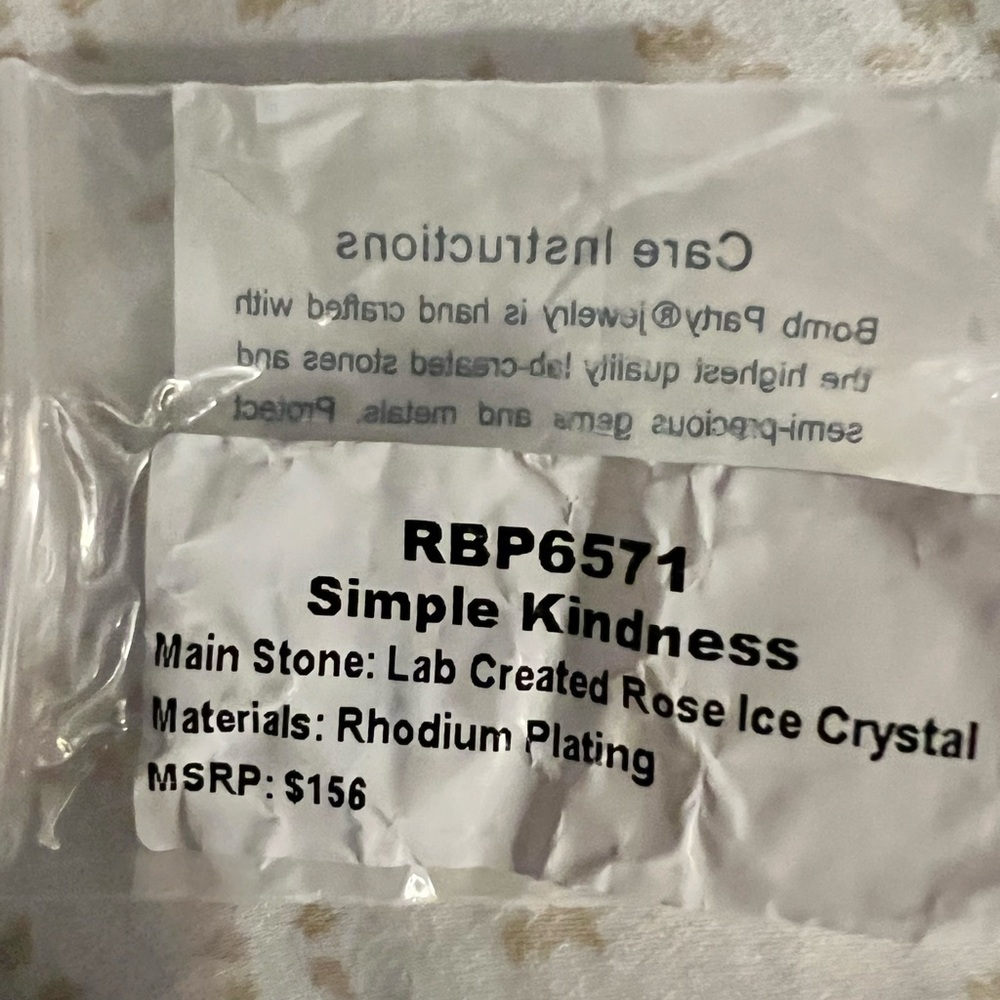 Care Instructions
Bomb Party® jewelry is hand crafted with
the highest quality lab-created stones and
semi-precious gems and metals. Protect
RBP6571
Simple Kindness
Main Stone: Lab Created Rose Ice Crystal
Materials: Rhodium Plating
MSRP: $156